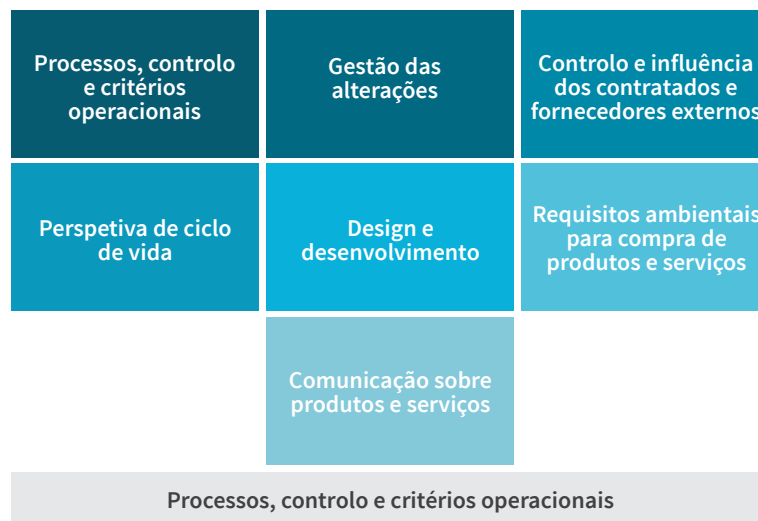 Processos, controlo
e critérios
operacionais
Gestão das
alterações
Controlo e influência
dos contratados e
fornecedores externos
Perspetiva de ciclo
de vida
Design e
desenvolvimento
Requisitos ambientais
para compra de
produtos e serviços
Comunicação sobre
produtos e serviços
Processos, controlo e critérios operacionais